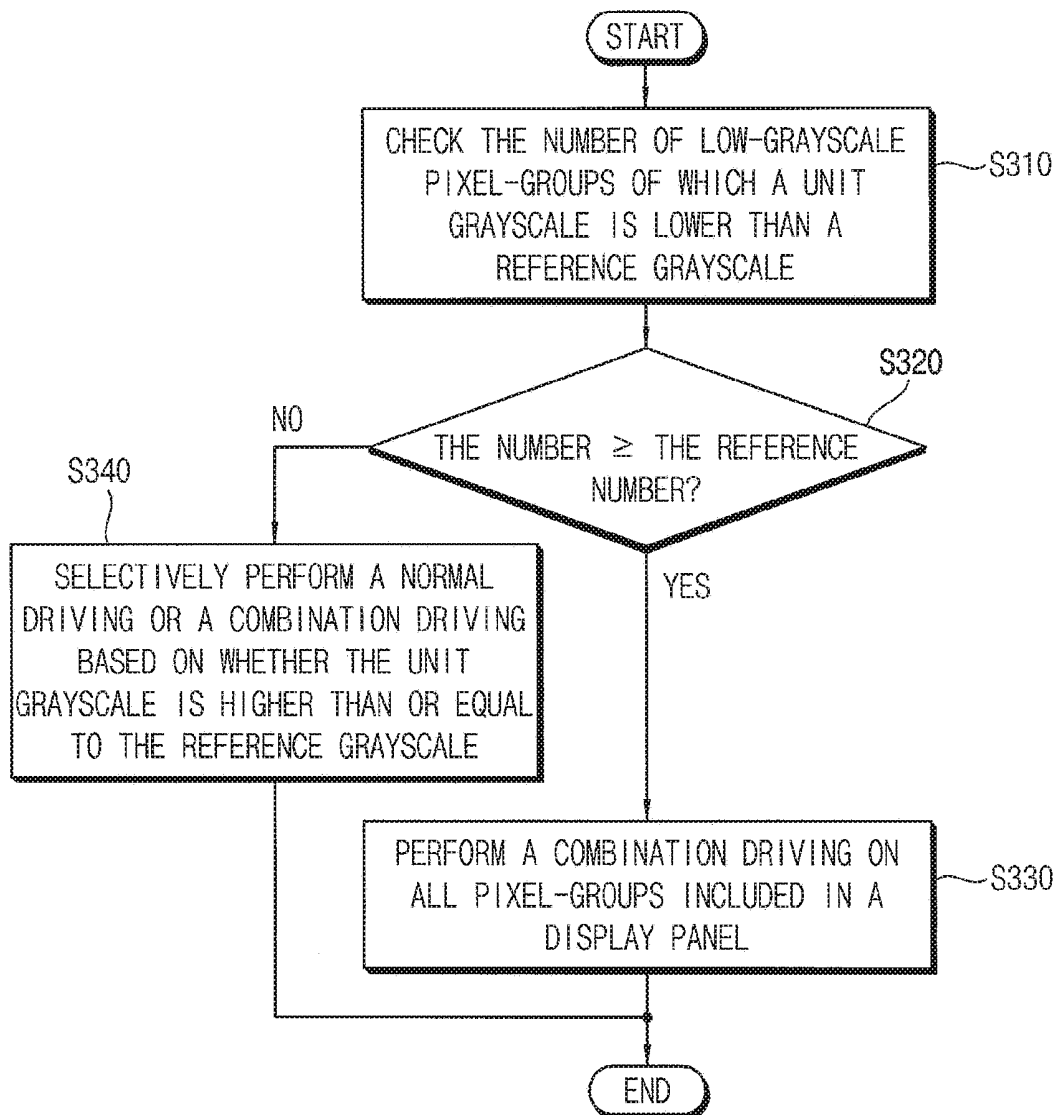 START
CHECK THE NUMBER OF LOW-GRAYSCALE
PIXEL-GROUPS OF WHICH A UNIT
GRAYSCALE IS LOWER THAN A
REFERENCE GRAYSCALE
S310
S320
THE NUMBER ≥ THE REFERENCE
NUMBER?
NO
YES
S340
SELECTIVELY PERFORM A NORMAL
DRIVING OR A COMBINATION DRIVING
BASED ON WHETHER THE UNIT
GRAYSCALE IS HIGHER THAN OR EQUAL
TO THE REFERENCE GRAYSCALE
PERFORM A COMBINATION DRIVING ON
ALL PIXEL-GROUPS INCLUDED IN A
DISPLAY PANEL
S330
END